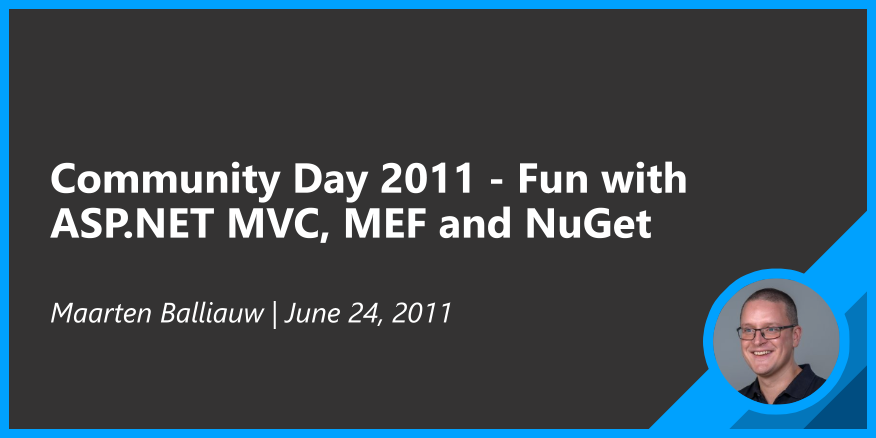 Community Day 2011 - Fun with
ASP.NET MVC, MEF and NuGet
Maarten Balliauw | June 24, 2011